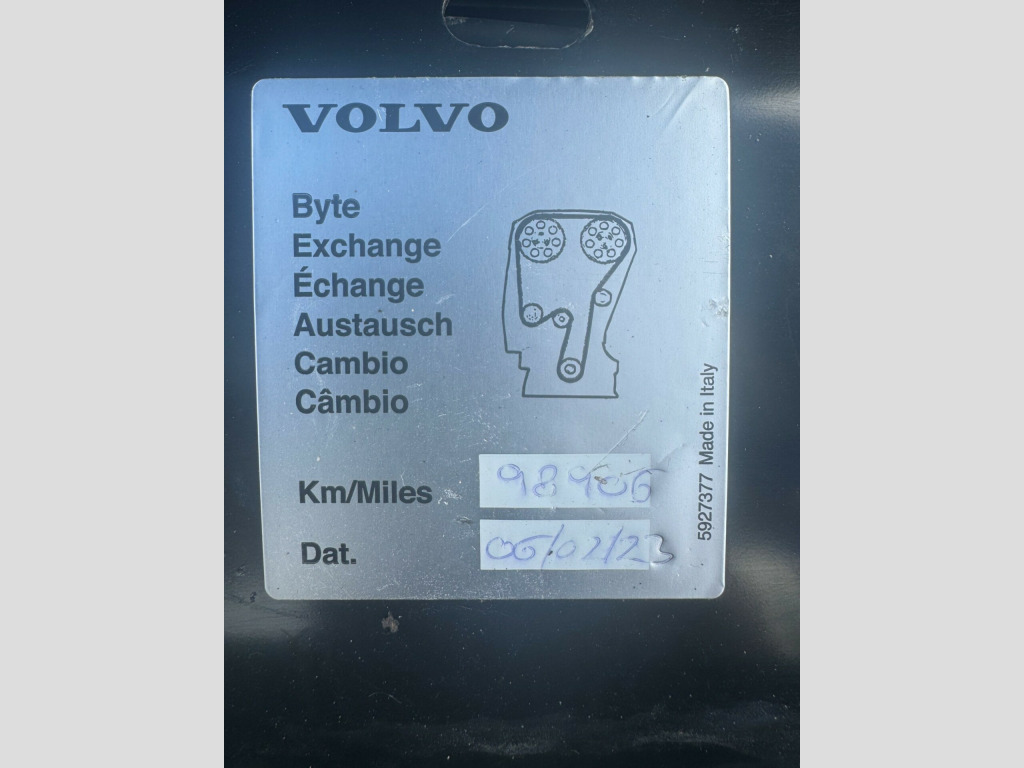 VOLVO
Byte
Exchange
Échange
Austausch
Cambio
Câmbio
Km/Miles 98906
Dat. 06/02/23
5927377 Made in Italy